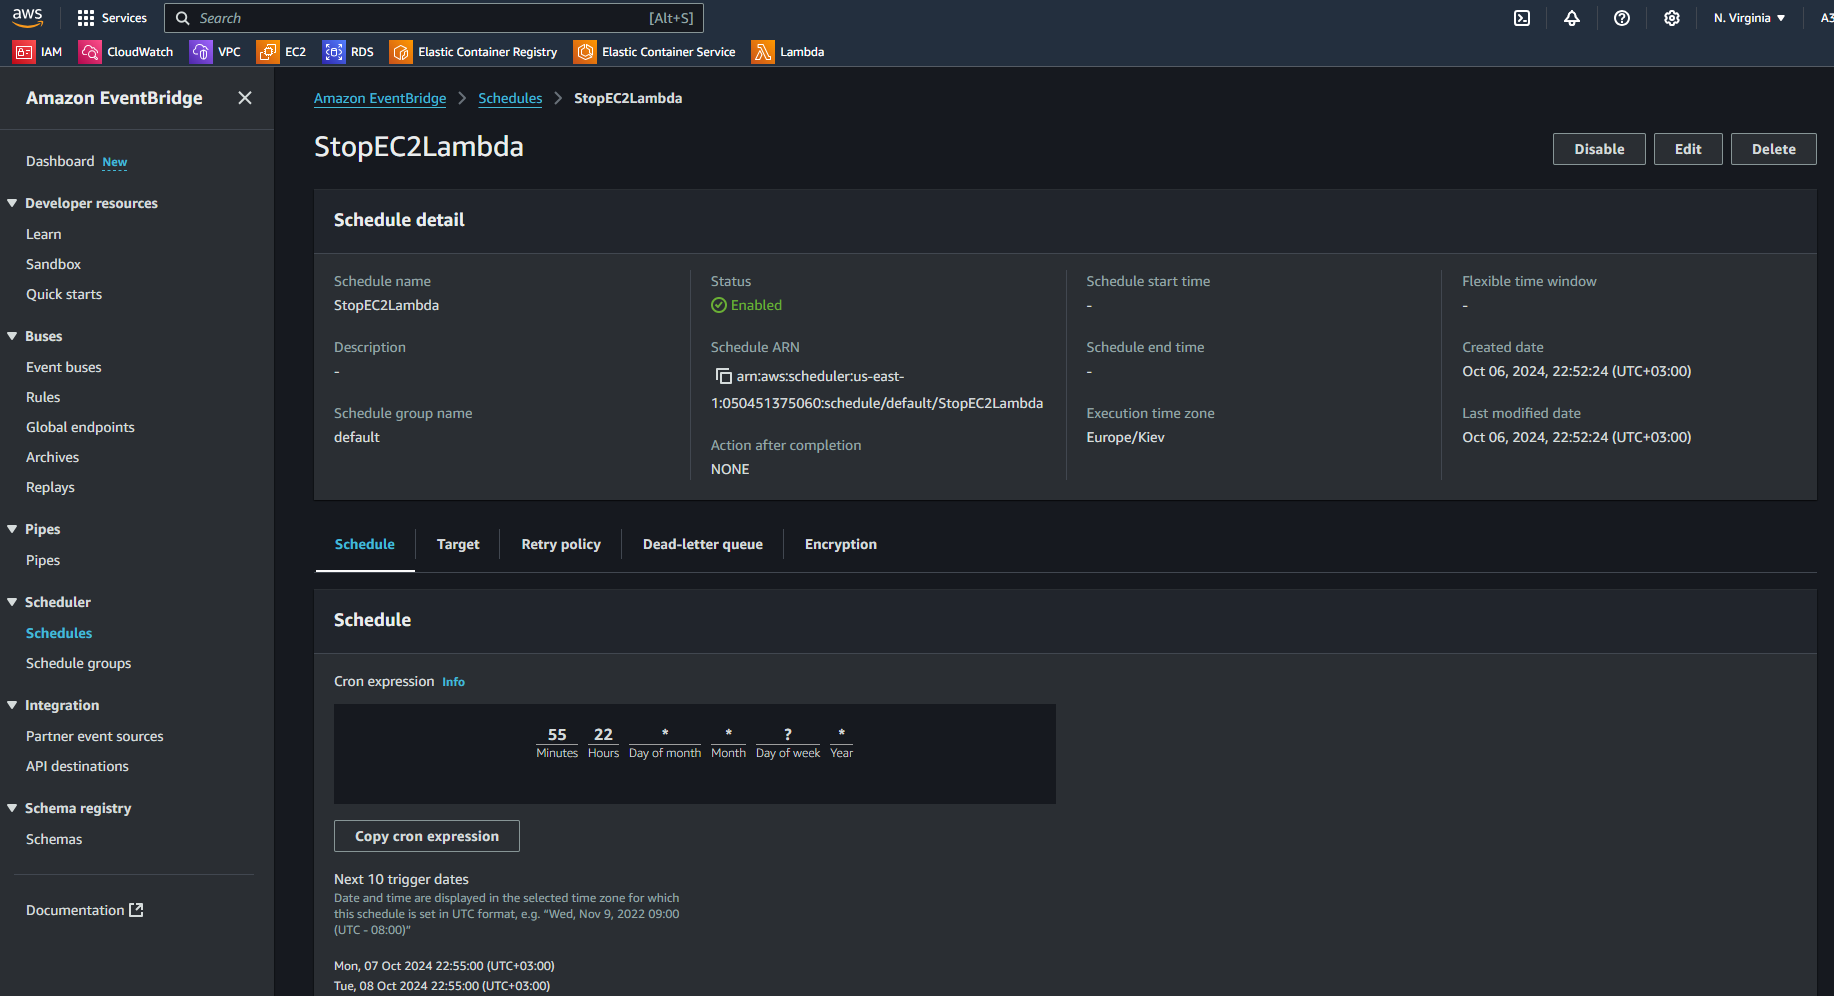 aws
Services
Search
[Alt+S]
N. Virginia
A3
IAM
CloudWatch
VPC
EC2
RDS
Elastic Container Registry
Elastic Container Service
Lambda
Amazon EventBridge
Dashboard New
Developer resources
Learn
Sandbox
Quick starts
Buses
Event buses
Rules
Global endpoints
Archives
Replays
Pipes
Pipes
Scheduler
Schedules
Schedule groups
Integration
Partner event sources
API destinations
Schema registry
Schemas
Documentation
Amazon EventBridge > Schedules > StopEC2Lambda
StopEC2Lambda
Disable
Edit
Delete
Schedule detail
Schedule name
StopEC2Lambda
Description
-
Schedule group name
default
Status
Enabled
Schedule ARN
arn:aws:scheduler:us-east-
1:050451375060:schedule/default/StopEC2Lambda
Action after completion
NONE
Schedule start time
-
Schedule end time
-
Execution time zone
Europe/Kiev
Flexible time window
-
Created date
Oct 06, 2024, 22:52:24 (UTC+03:00)
Last modified date
Oct 06, 2024, 22:52:24 (UTC+03:00)
Schedule
Target
Retry policy
Dead-letter queue
Encryption
Schedule
Cron expression Info
55 22 * * ? *
Minutes Hours Day of month Month Day of week Year
Copy cron expression
Next 10 trigger dates
Date and time are displayed in the selected time zone for which
this schedule is set in UTC format, e.g. “Wed, Nov 9, 2022 09:00
(UTC - 08:00)”
Mon, 07 Oct 2024 22:55:00 (UTC+03:00)
Tue, 08 Oct 2024 22:55:00 (UTC+03:00)